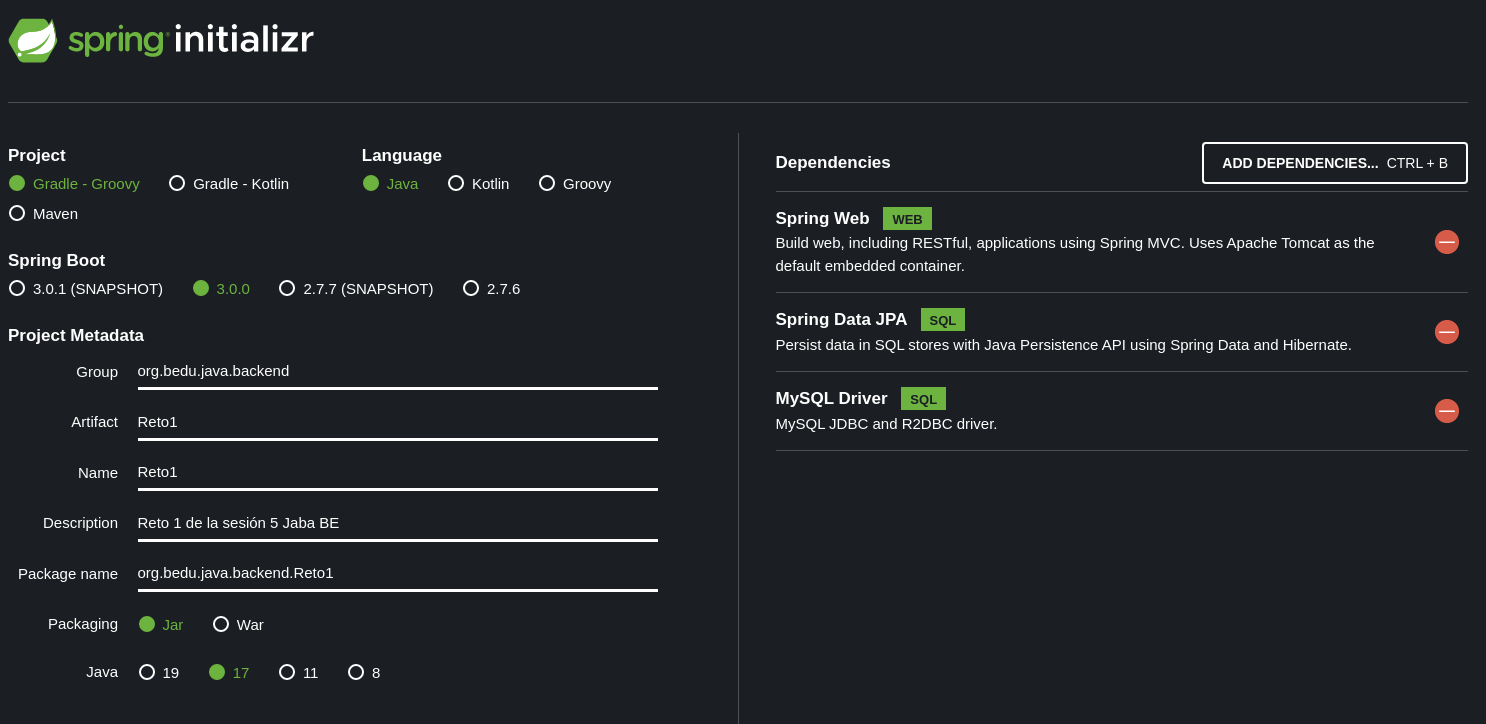 spring initializr
Project
Gradle - Groovy Gradle - Kotlin
Maven
Language
Java Kotlin Groovy
Spring Boot
3.0.1 (SNAPSHOT) 3.0.0 2.7.7 (SNAPSHOT) 2.7.6
Project Metadata
Group org.bedu.java.backend
Artifact Reto1
Name Reto1
Description Reto 1 de la sesión 5 Jaba BE
Package name org.bedu.java.backend.Reto1
Packaging Jar War
Java 19 17 11 8
Dependencies ADD DEPENDENCIES... CTRL + B
Spring Web WEB
Build web, including RESTful, applications using Spring MVC. Uses Apache Tomcat as the
default embedded container.
Spring Data JPA SQL
Persist data in SQL stores with Java Persistence API using Spring Data and Hibernate.
MySQL Driver SQL
MySQL JDBC and R2DBC driver.